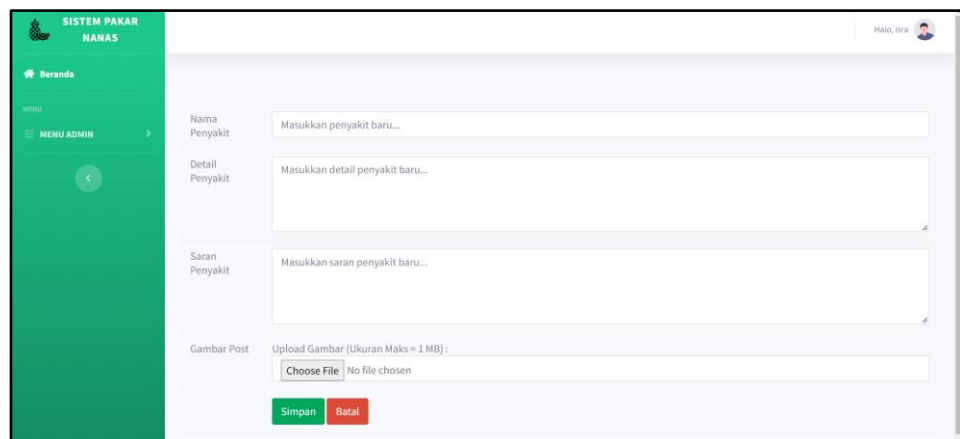 SISTEM PAKAR
NANAS
Halo, isra
Beranda
MENU
MENU ADMIN
Nama
Penyakit
Masukkan penyakit baru...
Detail
Penyakit
Masukkan detail penyakit baru...
Saran
Penyakit
Masukkan saran penyakit baru...
Gambar Post
Upload Gambar (Ukuran Maks = 1 MB) :
Choose File No file chosen
Simpan
Batal